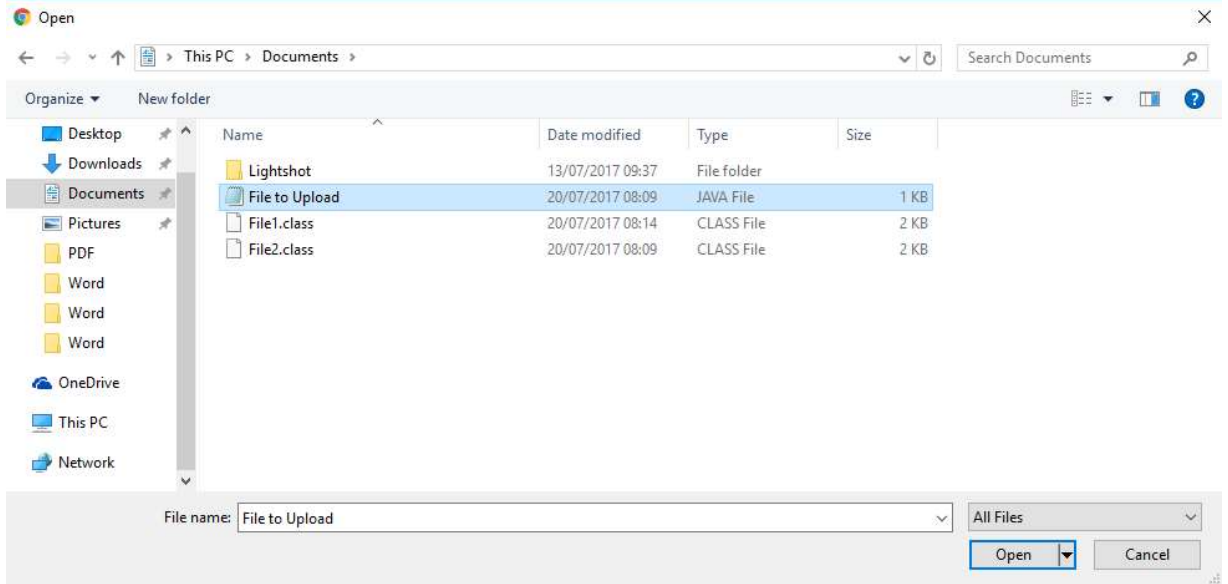 Open
This PC > Documents >
Search Documents
Organize
New folder
Name
Date modified
Type
Size
Desktop
Downloads
Documents
Pictures
PDF
Word
Word
Word
OneDrive
This PC
Network
Lightshot 13/07/2017 09:37 File folder
File to Upload 20/07/2017 08:09 JAVA File 1 KB
File1.class 20/07/2017 08:14 CLASS File 2 KB
File2.class 20/07/2017 08:09 CLASS File 2 KB
File name: File to Upload
All Files
Open
Cancel